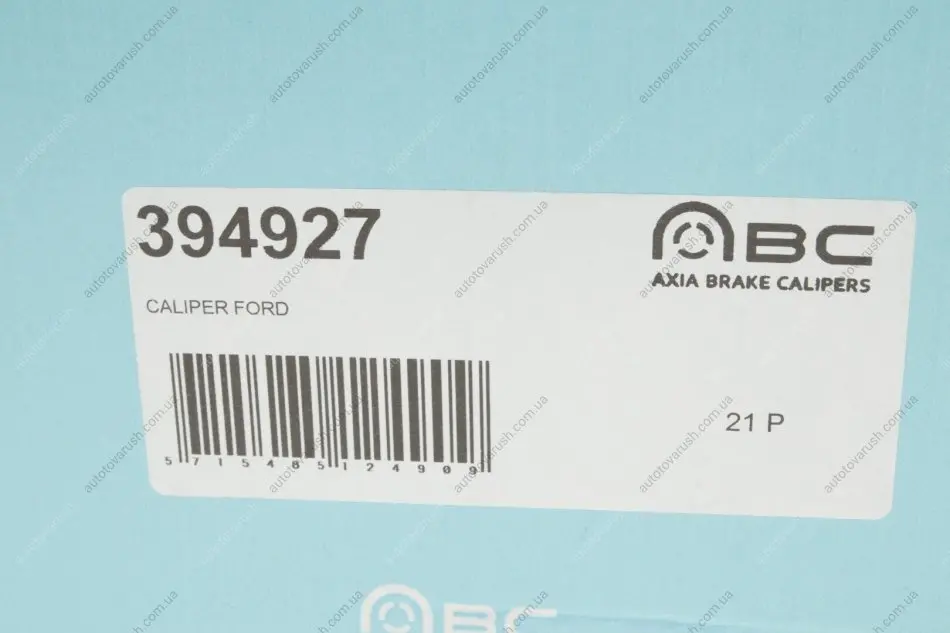 394927
ABC
AXIA BRAKE CALIPERS
CALIPER FORD
5 715485 124909
21 P
ABC
autotovarush.com.ua